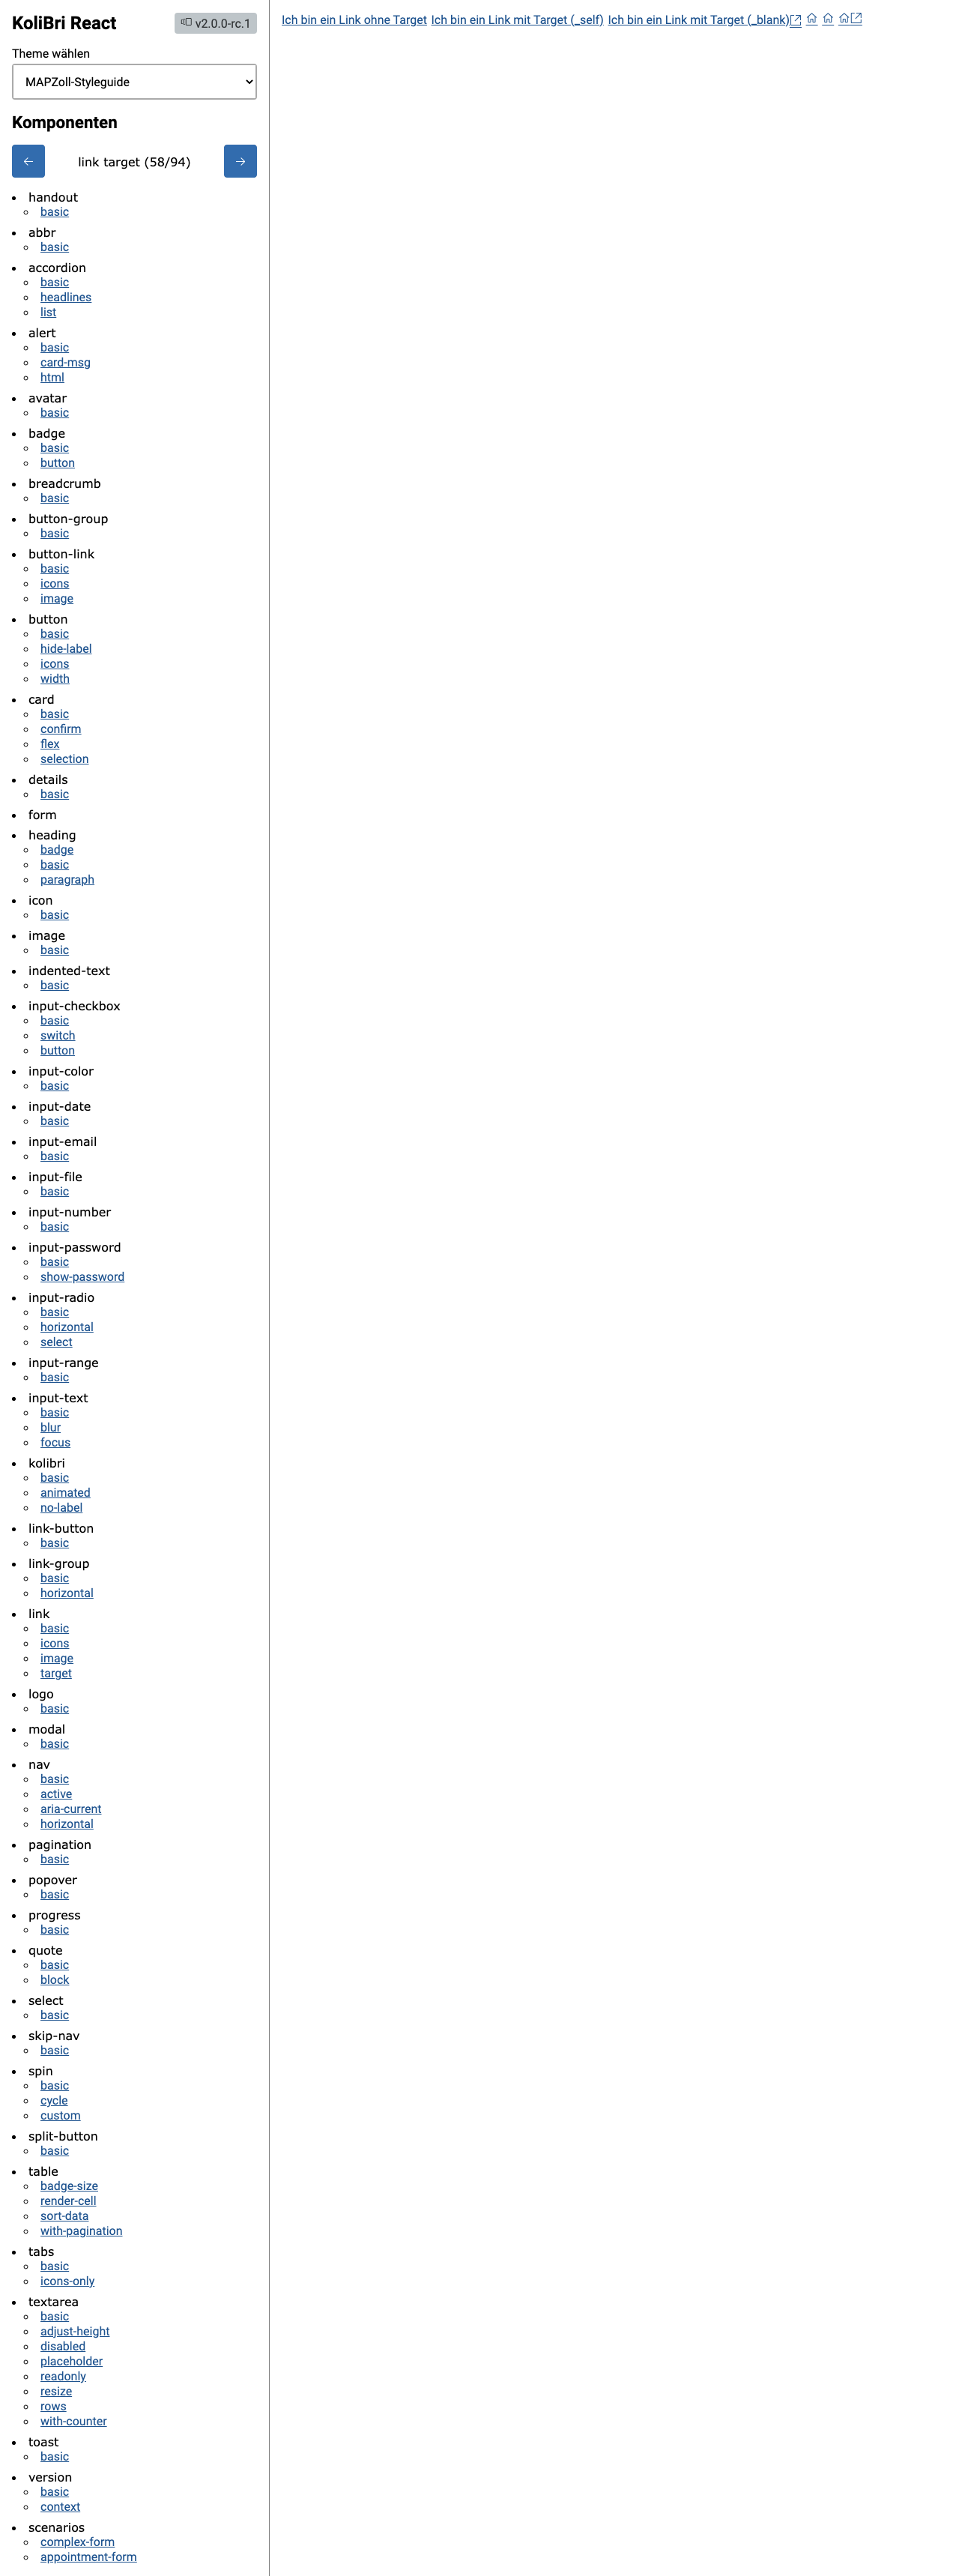 KoliBri React
v2.0.0-rc.1
Theme wählen
MAPZoll-Styleguide
Komponenten
link target (58/94)
handout
basic
abbr
basic
accordion
basic
headlines
list
alert
basic
card-msg
html
avatar
basic
badge
basic
button
breadcrumb
basic
button-group
basic
button-link
basic
icons
image
button
basic
hide-label
icons
width
card
basic
confirm
flex
selection
details
basic
form
heading
badge
basic
paragraph
icon
basic
image
basic
indented-text
basic
input-checkbox
basic
switch
button
input-color
basic
input-date
basic
input-email
basic
input-file
basic
input-number
basic
input-password
basic
show-password
input-radio
basic
horizontal
select
input-range
basic
input-text
basic
blur
focus
kolibri
basic
animated
no-label
link-button
basic
link-group
basic
horizontal
link
basic
icons
image
target
logo
basic
modal
basic
nav
basic
active
aria-current
horizontal
pagination
basic
popover
basic
progress
basic
quote
basic
block
select
basic
skip-nav
basic
spin
basic
cycle
custom
split-button
basic
table
badge-size
render-cell
sort-data
with-pagination
tabs
basic
icons-only
textarea
basic
adjust-height
disabled
placeholder
readonly
resize
rows
with-counter
toast
basic
version
basic
context
scenarios
complex-form
appointment-form
Ich bin ein Link ohne Target Ich bin ein Link mit Target (_self) Ich bin ein Link mit Target (_blank)